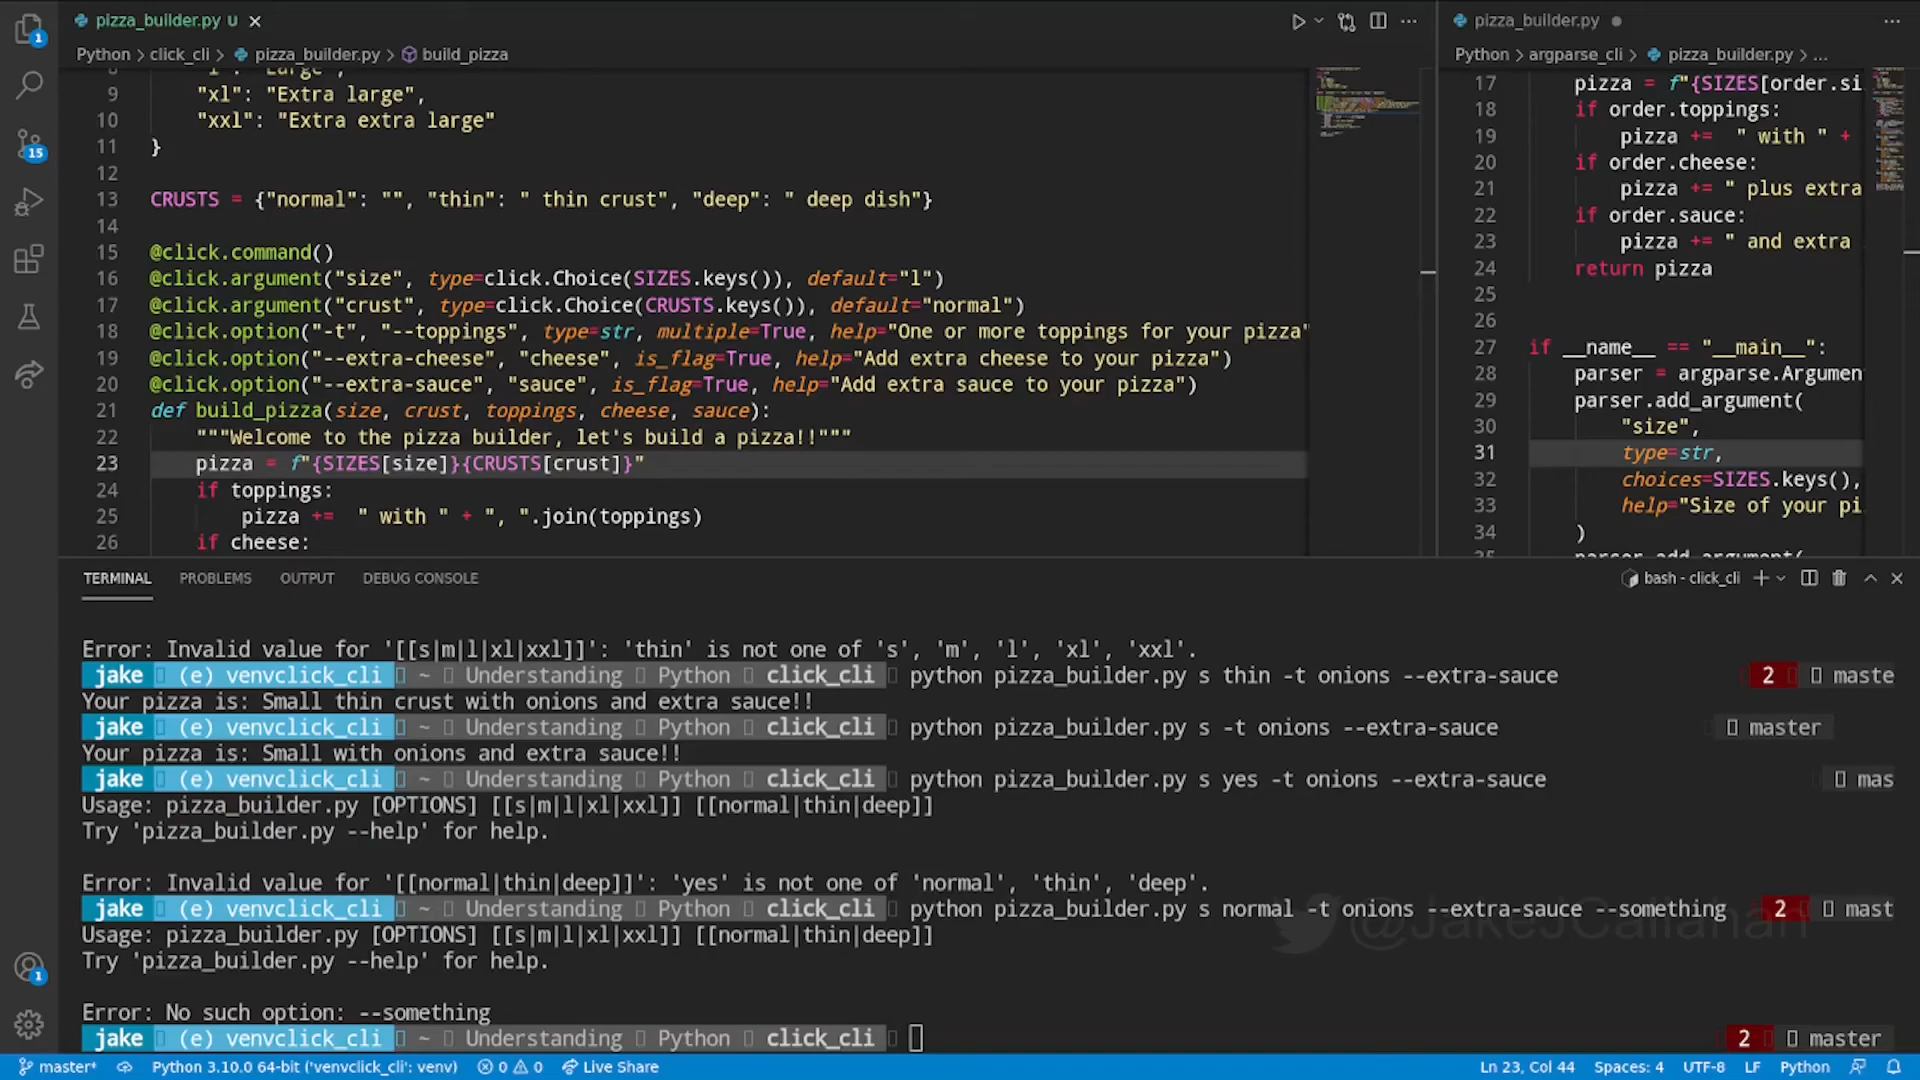 pizza_builder.py U
Python > click_cli > pizza_builder.py > build_pizza
8 "l": "Large",
9 "xl": "Extra large",
10 "xxl": "Extra extra large"
11 }
12
13 CRUSTS = {"normal": "", "thin": " thin crust", "deep": " deep dish"}
14
15 @click.command()
16 @click.argument("size", type=click.Choice(SIZES.keys()), default="l")
17 @click.argument("crust", type=click.Choice(CRUSTS.keys()), default="normal")
18 @click.option("-t", "--toppings", type=str, multiple=True, help="One or more toppings for your pizza"
19 @click.option("--extra-cheese", "cheese", is_flag=True, help="Add extra cheese to your pizza")
20 @click.option("--extra-sauce", "sauce", is_flag=True, help="Add extra sauce to your pizza")
21 def build_pizza(size, crust, toppings, cheese, sauce):
22 """Welcome to the pizza builder, let's build a pizza!!"""
23 pizza = f"{SIZES[size]}{CRUSTS[crust]}"
24 if toppings:
25 pizza += " with " + ", ".join(toppings)
26 if cheese:
pizza_builder.py
Python > argparse_cli > pizza_builder.py > ...
17 pizza = f"{SIZES[order.si
18 if order.toppings:
19 pizza += " with " +
20 if order.cheese:
21 pizza += " plus extra
22 if order.sauce:
23 pizza += " and extra
24 return pizza
25
26
27 if __name__ == "__main__":
28 parser = argparse.Argumen
29 parser.add_argument(
30 "size",
31 type=str,
32 choices=SIZES.keys(),
33 help="Size of your pi
34 )
35 parser.add_argument(
1
15
1
TERMINAL PROBLEMS OUTPUT DEBUG CONSOLE
bash - click_cli
Error: Invalid value for '[[s|m|l|xl|xxl]]': 'thin' is not one of 's', 'm', 'l', 'xl', 'xxl'.
jake (e) venvclick_cli ~ Understanding Python click_cli python pizza_builder.py s thin -t onions --extra-sauce 2 maste
Your pizza is: Small thin crust with onions and extra sauce!!
jake (e) venvclick_cli ~ Understanding Python click_cli python pizza_builder.py s -t onions --extra-sauce master
Your pizza is: Small with onions and extra sauce!!
jake (e) venvclick_cli ~ Understanding Python click_cli python pizza_builder.py s yes -t onions --extra-sauce mas
Usage: pizza_builder.py [OPTIONS] [[s|m|l|xl|xxl]] [[normal|thin|deep]]
Try 'pizza_builder.py --help' for help.
Error: Invalid value for '[[normal|thin|deep]]': 'yes' is not one of 'normal', 'thin', 'deep'.
jake (e) venvclick_cli ~ Understanding Python click_cli python pizza_builder.py s normal -t onions --extra-sauce --something 2 mast
Usage: pizza_builder.py [OPTIONS] [[s|m|l|xl|xxl]] [[normal|thin|deep]]
Try 'pizza_builder.py --help' for help.
@JakeJCallahan
Error: No such option: --something
jake (e) venvclick_cli ~ Understanding Python click_cli 2 master
master* Python 3.10.0 64-bit ('venvclick_cli': venv) 0 0 Live Share Ln 23, Col 44 Spaces: 4 UTF-8 LF Python